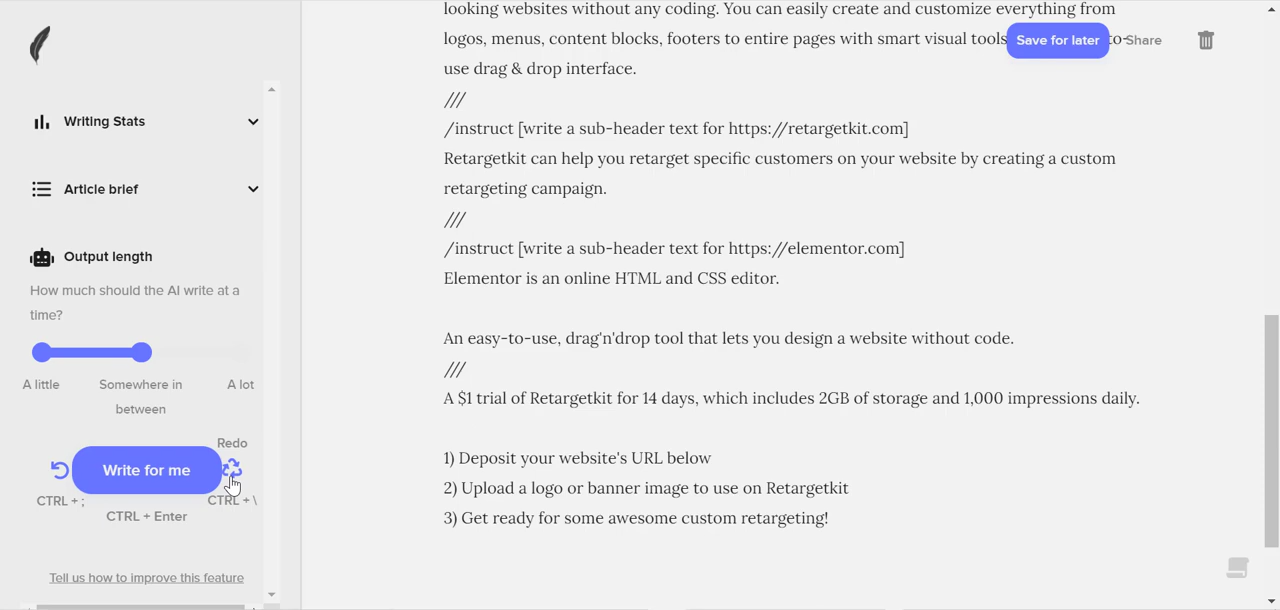 Writing Stats
Article brief
Output length
How much should the AI write at a
time?
A little
Somewhere in
between
A lot
Redo
Write for me
CTRL + ;
CTRL + \
CTRL + Enter
Tell us how to improve this feature
Save for later
Share
looking websites without any coding. You can easily create and customize everything from
logos, menus, content blocks, footers to entire pages with smart visual tools to-
use drag & drop interface.
///
/instruct [write a sub-header text for https://retargetkit.com]
Retargetkit can help you retarget specific customers on your website by creating a custom
retargeting campaign.
///
/instruct [write a sub-header text for https://elementor.com]
Elementor is an online HTML and CSS editor.
An easy-to-use, drag'n'drop tool that lets you design a website without code.
///
A $1 trial of Retargetkit for 14 days, which includes 2GB of storage and 1,000 impressions daily.
1) Deposit your website's URL below
2) Upload a logo or banner image to use on Retargetkit
3) Get ready for some awesome custom retargeting!